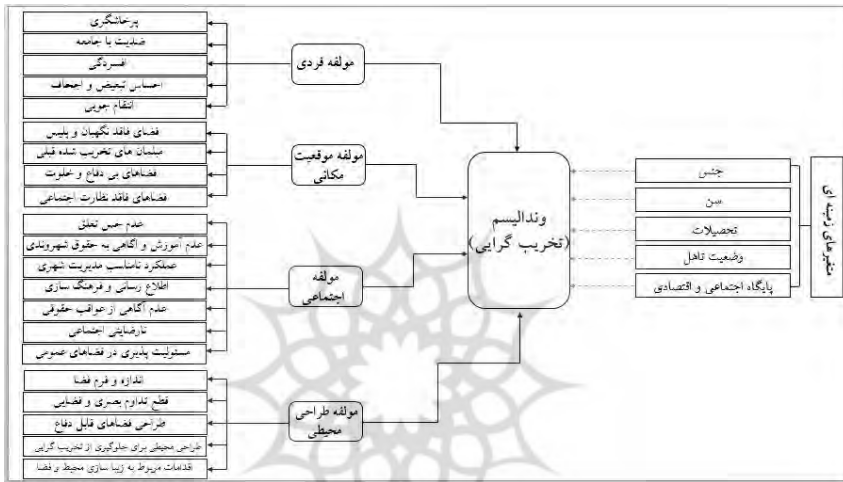 متغیرهای زمینه ای
جنس
سن
تحصیلات
وضعیت تاهل
پایگاه اجتماعی و اقتصادی
وندالیسم
(تخریب گرایی)
مولفه فردی
پرخاشگری
ضدیت با جامعه
افسردگی
احساس تبعیض و اجحاف
انتقام جویی
مولفه موقعیت
مکانی
فضای فاقد نگهبان و پلیس
مبلمان های تخریب شده قبلی
فضاهای بی دفاع و خلوت
فضاهای فاقد نظارت اجتماعی
مولفه
اجتماعی
عدم حس تعلق
عدم آموزش و آگاهی به حقوق شهروندی
عملکرد نامناسب مدیریت شهری
اطلاع رسانی و فرهنگ سازی
عدم آگاهی از عواقب حقوقی
نارضایتی اجتماعی
مسئولیت پذیری در فضاهای عمومی
مولفه طراحی
محیطی
اندازه و فرم فضا
قطع تداوم بصری و فضایی
طراحی فضاهای قابل دفاع
طراحی محیطی برای جلوگیری از تخریب گرایی
اقدامات مربوط به زیبا سازی محیط و فضا